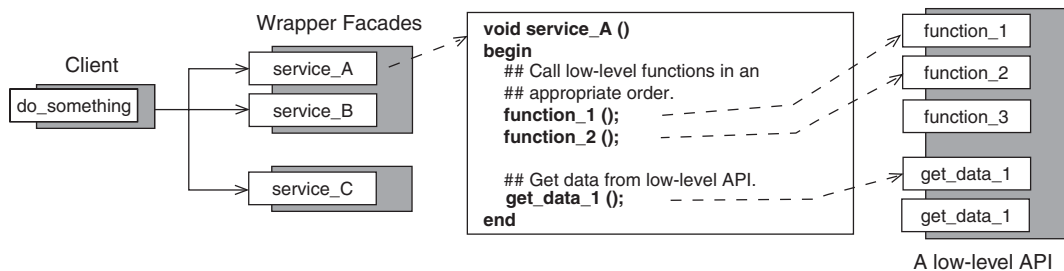 Client
do_something
Wrapper Facades
service_A
service_B
service_C
void service_A ()
begin
## Call low-level functions in an
## appropriate order.
function_1 ();
function_2 ();
## Get data from low-level API.
get_data_1 ();
end
function_1
function_2
function_3
get_data_1
get_data_1
A low-level API